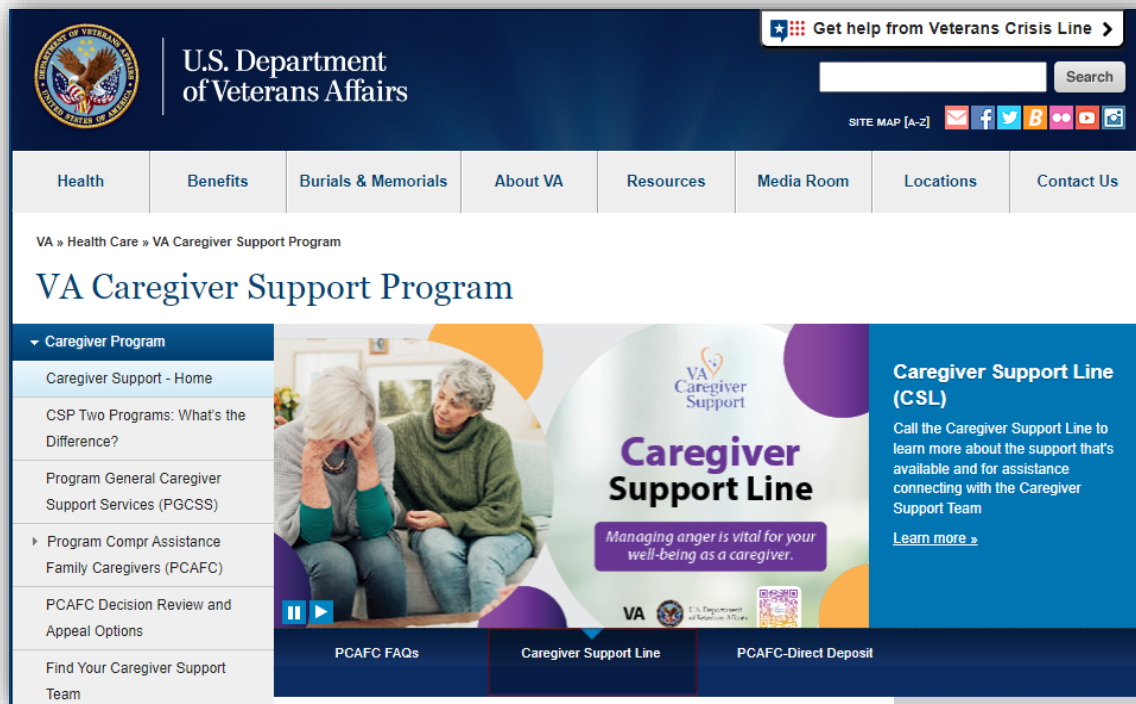 Get help from Veterans Crisis Line
U.S. Department
of Veterans Affairs
Search
SITE MAP [A-Z]
Health
Benefits
Burials & Memorials
About VA
Resources
Media Room
Locations
Contact Us
VA » Health Care » VA Caregiver Support Program
VA Caregiver Support Program
Caregiver Program
Caregiver Support - Home
CSP Two Programs: What's the
Difference?
Program General Caregiver
Support Services (PGCSS)
Program Compr Assistance
Family Caregivers (PCAFC)
PCAFC Decision Review and
Appeal Options
Find Your Caregiver Support
Team
VA
Caregiver
Support
Caregiver
Support Line
Managing anger is vital for your
well-being as a caregiver.
VA
U.S. Department
of Veterans Affairs
Caregiver Support Line
(CSL)
Call the Caregiver Support Line to
learn more about the support that's
available and for assistance
connecting with the Caregiver
Support Team
Learn more »
PCAFC FAQs
Caregiver Support Line
PCAFC-Direct Deposit